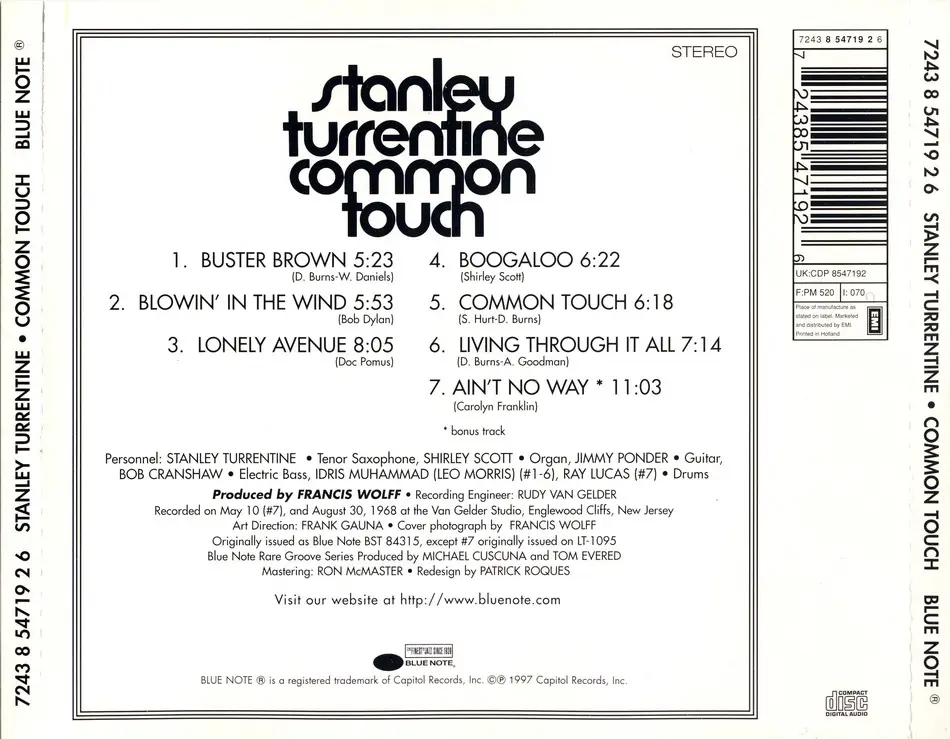 7243 8 54719 2 6 STANLEY TURRENTINE • COMMON TOUCH BLUE NOTE ®
STEREO
stanley
turrentine
common
touch
1. BUSTER BROWN 5:23
(D. Burns-W. Daniels)
2. BLOWIN' IN THE WIND 5:53
(Bob Dylan)
3. LONELY AVENUE 8:05
(Doc Pomus)
4. BOOGALOO 6:22
(Shirley Scott)
5. COMMON TOUCH 6:18
(S. Hurt-D. Burns)
6. LIVING THROUGH IT ALL 7:14
(D. Burns-A. Goodman)
7. AIN'T NO WAY * 11:03
(Carolyn Franklin)
* bonus track
Personnel: STANLEY TURRENTINE • Tenor Saxophone, SHIRLEY SCOTT • Organ, JIMMY PONDER • Guitar,
BOB CRANSHAW • Electric Bass, IDRIS MUHAMMAD (LEO MORRIS) (#1-6), RAY LUCAS (#7) • Drums
Produced by FRANCIS WOLFF • Recording Engineer: RUDY VAN GELDER
Recorded on May 10 (#7), and August 30, 1968 at the Van Gelder Studio, Englewood Cliffs, New Jersey
Art Direction: FRANK GAUNA • Cover photograph by FRANCIS WOLFF
Originally issued as Blue Note BST 84315, except #7 originally issued on LT-1095
Blue Note Rare Groove Series Produced by MICHAEL CUSCUNA and TOM EVERED
Mastering: RON McMASTER • Redesign by PATRICK ROQUES
Visit our website at http://www.bluenote.com
THE FINEST IN JAZZ SINCE 1939
BLUE NOTE®
BLUE NOTE ® is a registered trademark of Capitol Records, Inc. ©℗ 1997 Capitol Records, Inc.
7243 8 54719 2 6
7 24385 47192 6
UK:CDP 8547192
F:PM 520 I: 070
Place of manufacture as
stated on label. Marketed
and distributed by EMI.
Printed in Holland
EMI
COMPACT
disc
DIGITAL AUDIO
7243 8 54719 2 6 STANLEY TURRENTINE • COMMON TOUCH BLUE NOTE ®